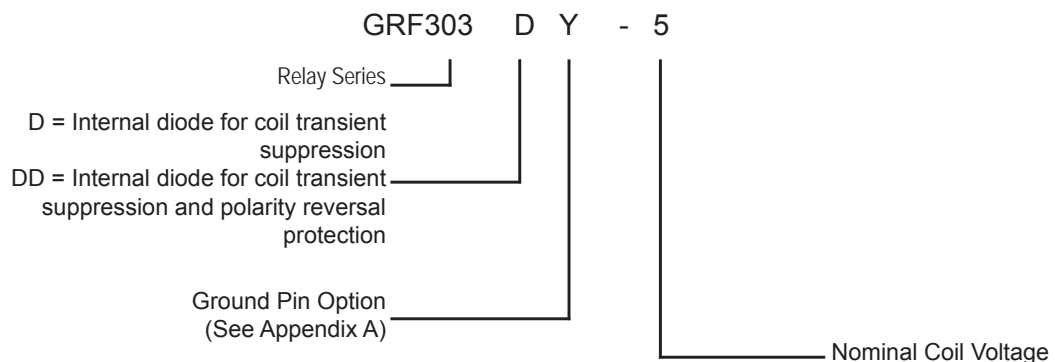 GRF303 D Y - 5
Relay Series
D = Internal diode for coil transient
suppression
DD = Internal diode for coil transient
suppression and polarity reversal
protection
Ground Pin Option
(See Appendix A)
Nominal Coil Voltage